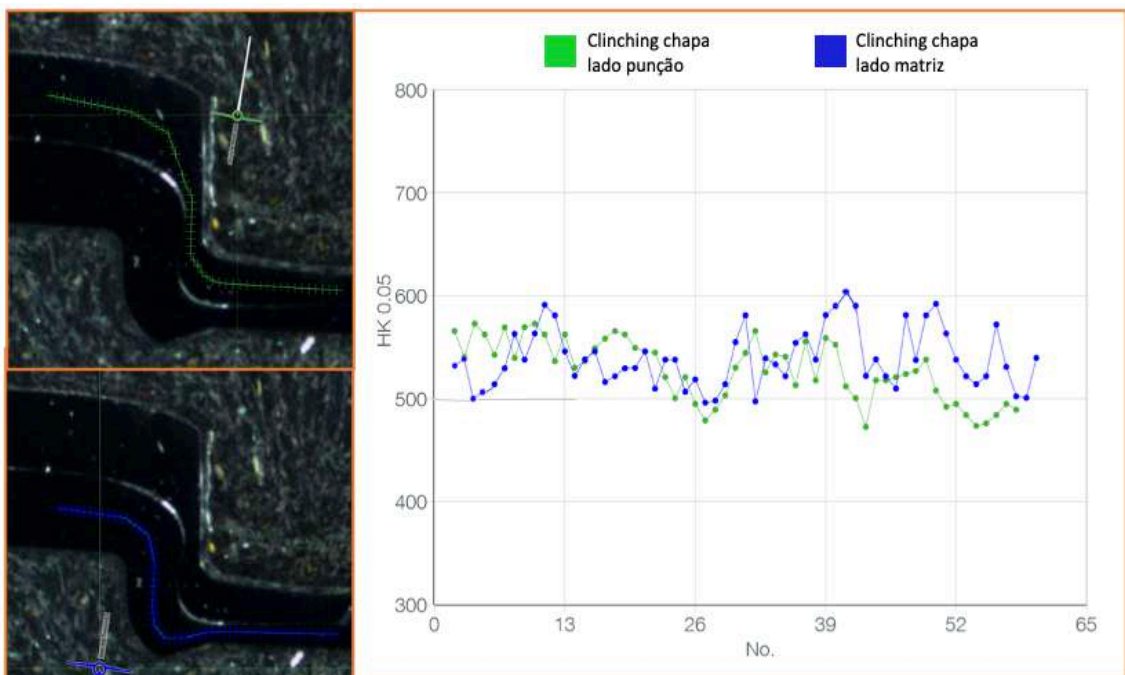 Clinching chapa
lado punção
Clinching chapa
lado matriz
800
700
600
500
400
300
HK 0.05
0
13
26
39
52
65
No.